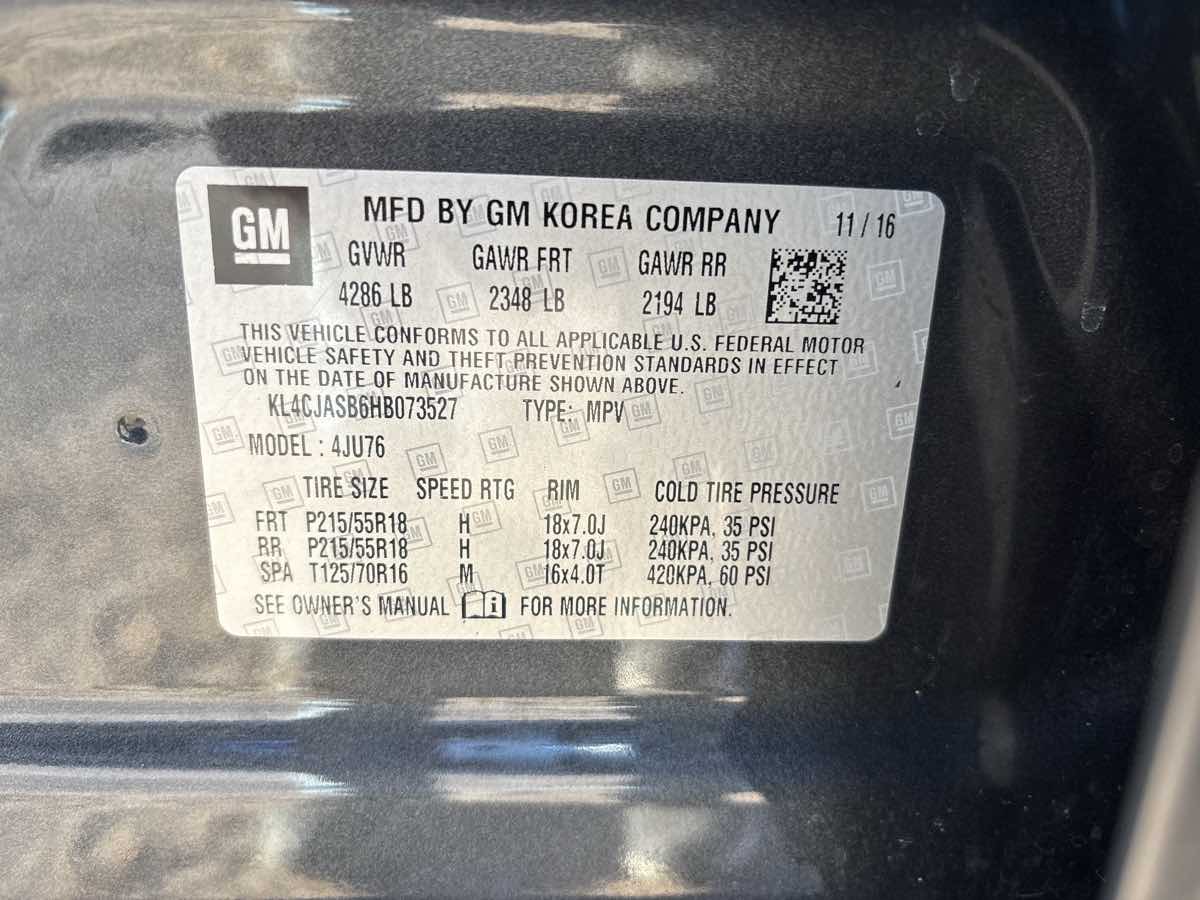 GM MFD BY GM KOREA COMPANY 11 / 16
GVWR GAWR FRT GAWR RR
4286 LB 2348 LB 2194 LB
THIS VEHICLE CONFORMS TO ALL APPLICABLE U.S. FEDERAL MOTOR
VEHICLE SAFETY AND THEFT PREVENTION STANDARDS IN EFFECT
ON THE DATE OF MANUFACTURE SHOWN ABOVE.
KL4CJASB6HB073527 TYPE: MPV
MODEL : 4JU76
TIRE SIZE SPEED RTG RIM COLD TIRE PRESSURE
FRT P215/55R18 H 18x7.0J 240KPA, 35 PSI
RR P215/55R18 H 18x7.0J 240KPA, 35 PSI
SPA T125/70R16 M 16x4.0T 420KPA, 60 PSI
SEE OWNER'S MANUAL i FOR MORE INFORMATION.